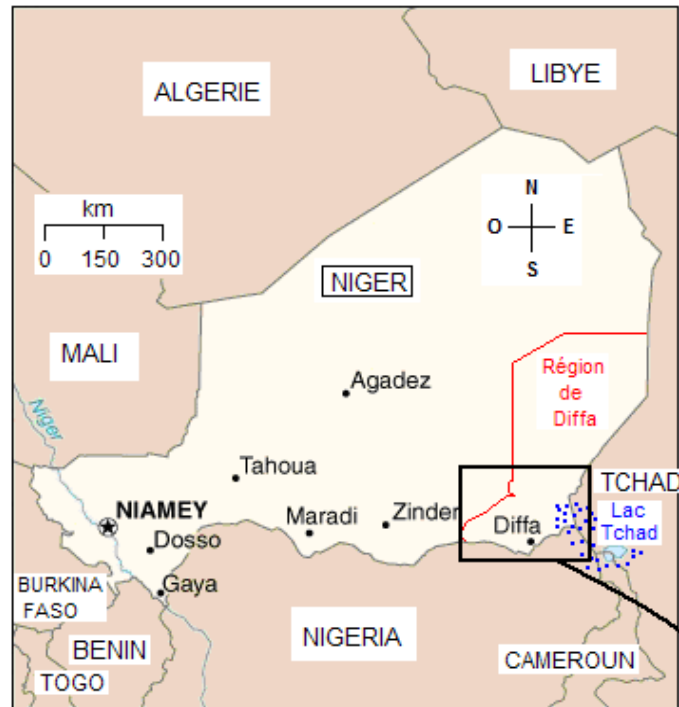 LIBYE
ALGERIE
N
km
O E
0 150 300
S
NIGER
MALI
Région
de
Diffa
Agadez
Niger
Tahoua
TCHAD
NIAMEY
Maradi
Zinder
Lac
Tchad
Diffa
Dosso
Gaya
BURKINA
FASO
NIGERIA
BENIN
CAMEROUN
TOGO